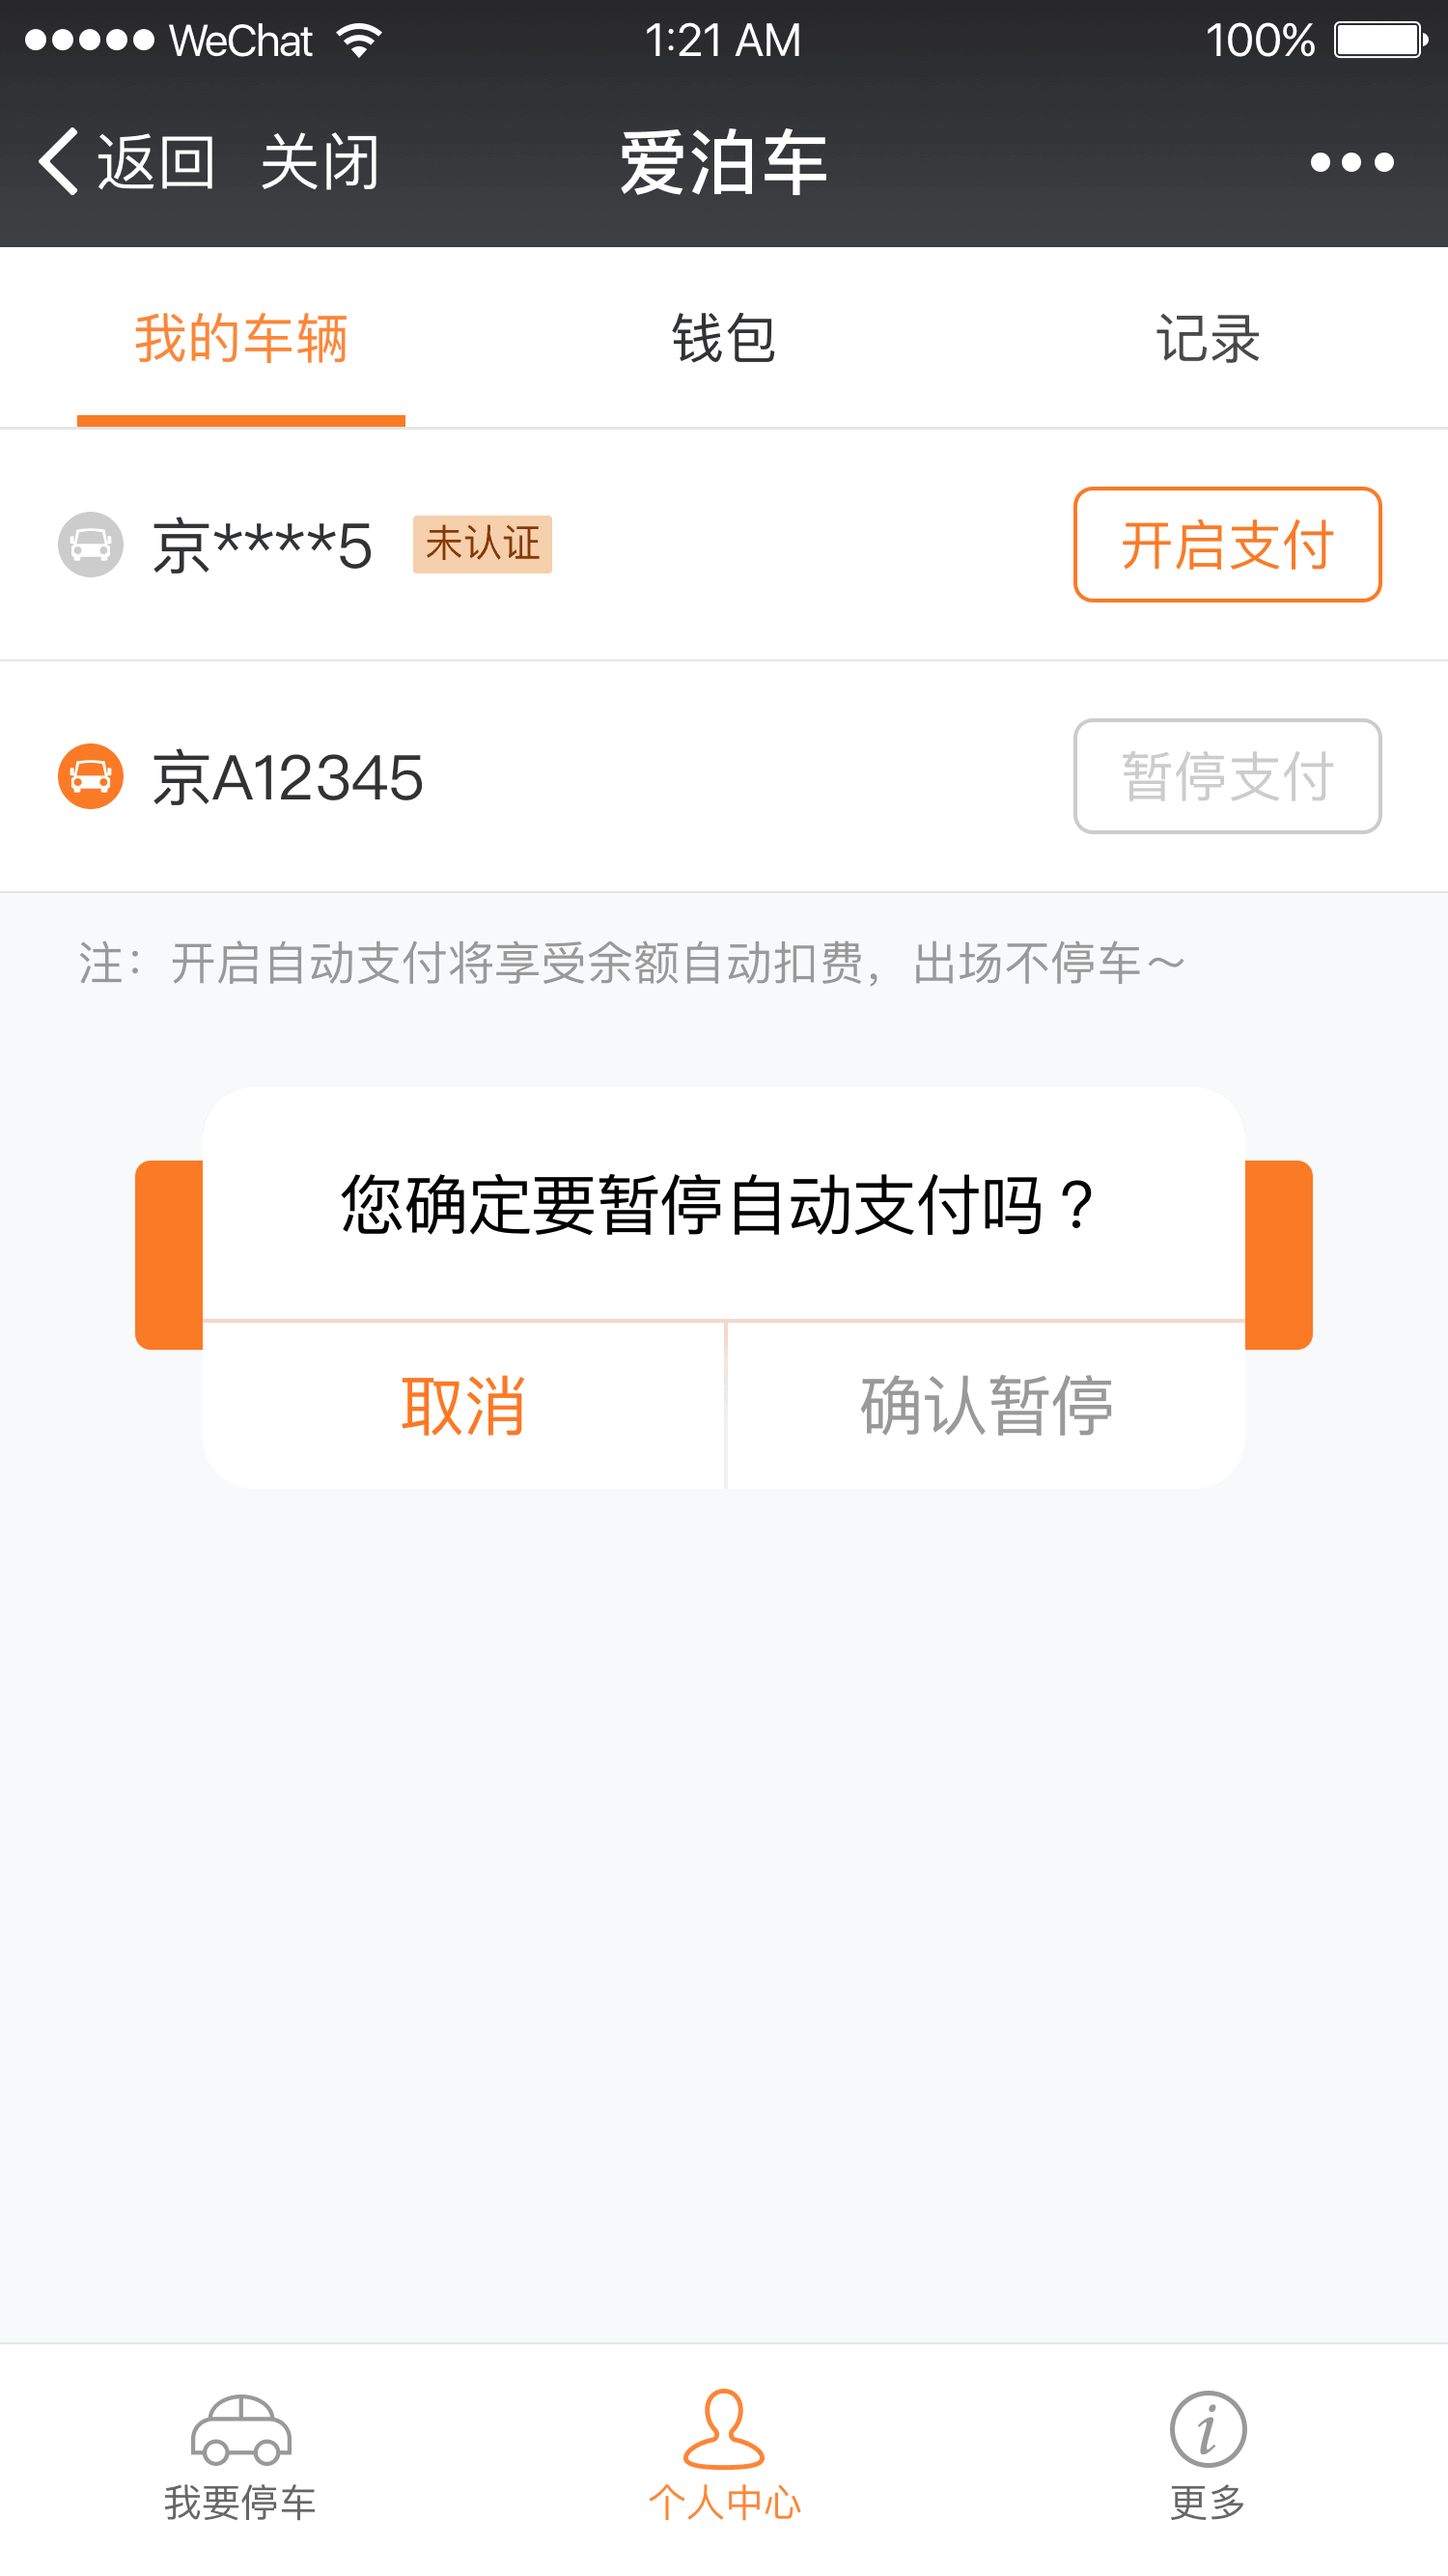 WeChat 1:21 AM 100%
返回 关闭 爱泊车
我的车辆 钱包 记录
京****5 未认证 开启支付
京A12345 暂停支付
注：开启自动支付将享受余额自动扣费，出场不停车～
您确定要暂停自动支付吗？
取消 确认暂停
我要停车 个人中心 更多